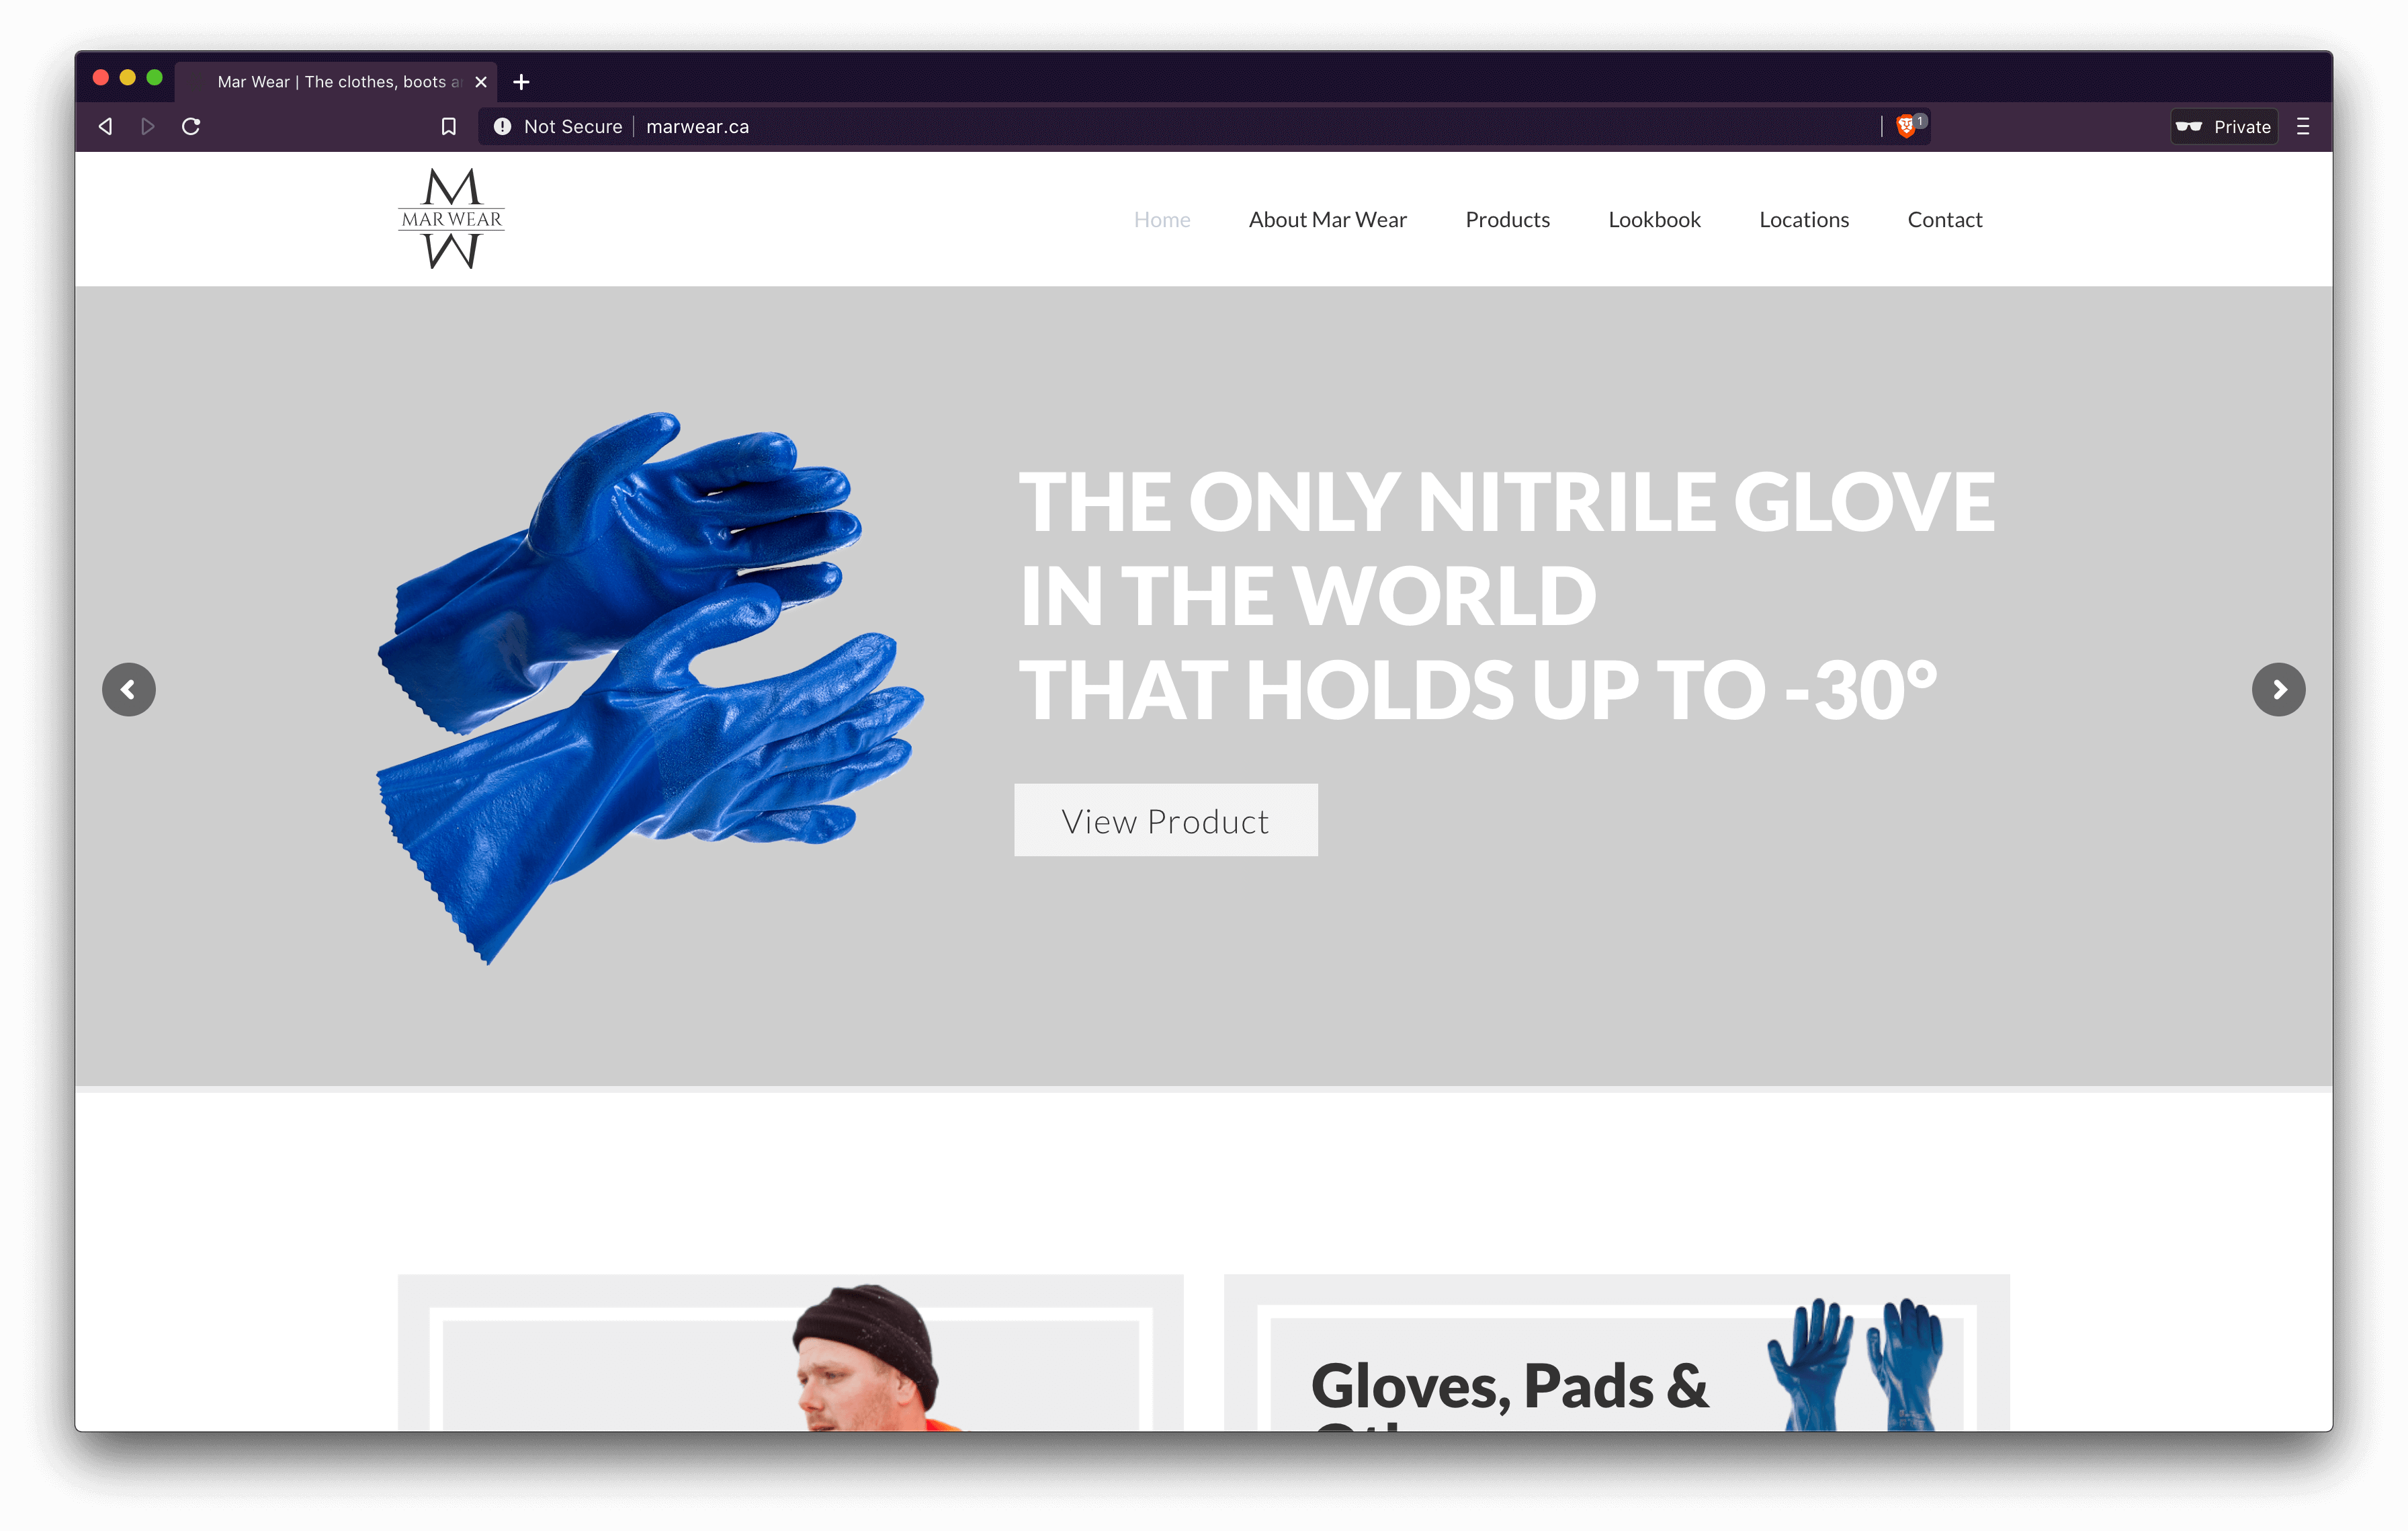 Mar Wear | The clothes, boots
Not Secure
marwear.ca
1
Private
M
MAR WEAR
W
Home
About Mar Wear
Products
Lookbook
Locations
Contact
THE ONLY NITRILE GLOVE
IN THE WORLD
THAT HOLDS UP TO -30°
View Product
Gloves, Pads &